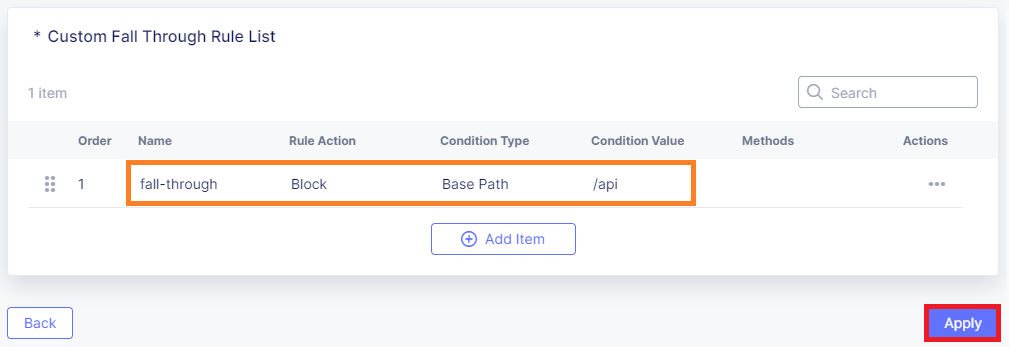 * Custom Fall Through Rule List
1 item
Search
Order Name Rule Action Condition Type Condition Value Methods Actions
1 fall-through Block Base Path /api
Add Item
Back Apply